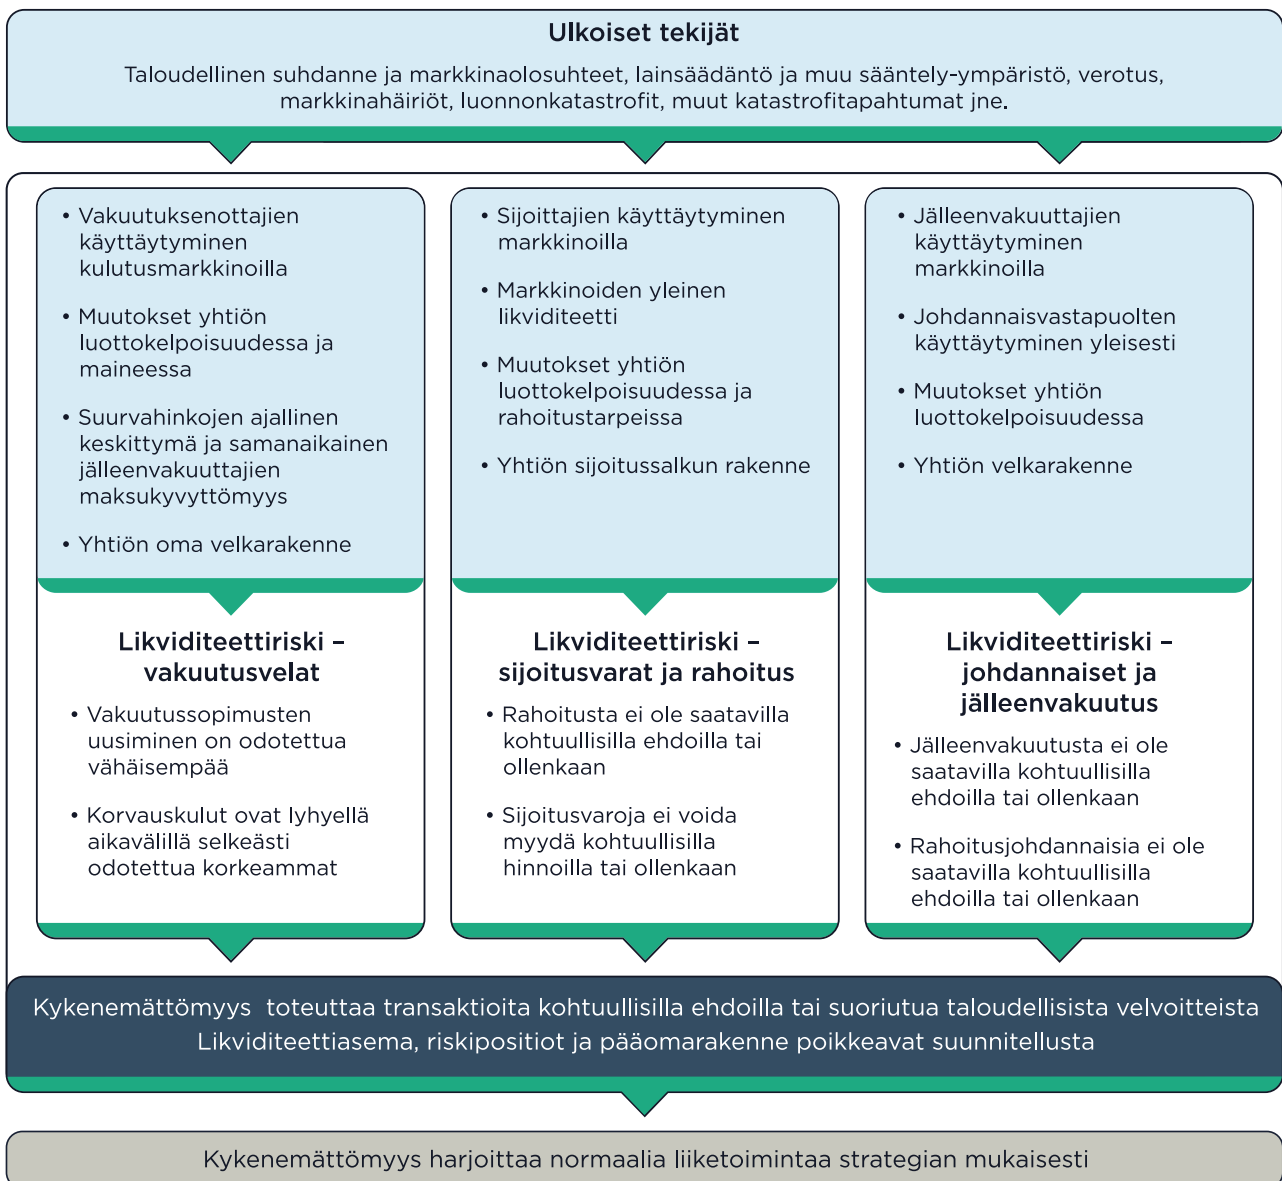 Ulkoiset tekijät
Taloudellinen suhdanne ja markkinaolosuhteet, lainsäädäntö ja muu sääntely-ympäristö, verotus,
markkinahäiriöt, luonnonkatastrofit, muut katastrofitapahtumat jne.
• Vakuutuksenottajien
käyttäytyminen
kulutusmarkkinoilla
• Muutokset yhtiön
luottokelpoisuudessa ja
maineessa
• Suurvahinkojen ajallinen
keskittymä ja samanaikainen
jälleenvakuuttajien
maksukyvyttömyys
• Yhtiön oma velkarakenne
Likviditeettiriski –
vakuutusvelat
• Vakuutussopimusten
uusiminen on odotettua
vähäisempää
• Korvauskulut ovat lyhyellä
aikavälillä selkeästi
odotettua korkeammat
• Sijoittajien käyttäytyminen
markkinoilla
• Markkinoiden yleinen
likviditeetti
• Muutokset yhtiön
luottokelpoisuudessa ja
rahoitustarpeissa
• Yhtiön sijoitussalkun rakenne
Likviditeettiriski –
sijoitusvarat ja rahoitus
• Rahoitusta ei ole saatavilla
kohtuullisilla ehdoilla tai
ollenkaan
• Sijoitusvaroja ei voida
myydä kohtuullisilla
hinnoilla tai ollenkaan
• Jälleenvakuuttajien
käyttäytyminen
markkinoilla
• Johdannaisvastapuolten
käyttäytyminen yleisesti
• Muutokset yhtiön
luottokelpoisuudessa
• Yhtiön velkarakenne
Likviditeettiriski –
johdannaiset ja
jälleenvakuutus
• Jälleenvakuutusta ei ole
saatavilla kohtuullisilla
ehdoilla tai ollenkaan
• Rahoitusjohdannaisia ei ole
saatavilla kohtuullisilla
ehdoilla tai ollenkaan
Kykenemättömyys toteuttaa transaktioita kohtuullisilla ehdoilla tai suoriutua taloudellisista velvoitteista
Likviditeettiasema, riskipositiot ja pääomarakenne poikkeavat suunnitellusta
Kykenemättömyys harjoittaa normaalia liiketoimintaa strategian mukaisesti